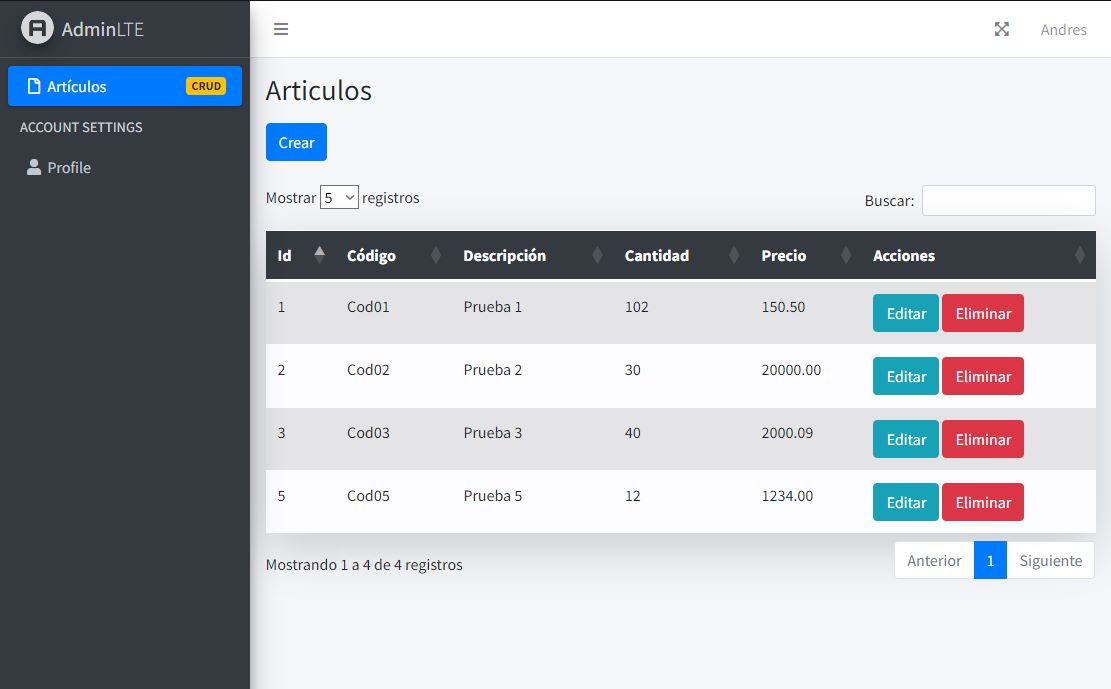 AdminLTE
Andres
Artículos CRUD
ACCOUNT SETTINGS
Profile
Articulos
Crear
Mostrar 5 registros
Buscar:
Id Código Descripción Cantidad Precio Acciones
1 Cod01 Prueba 1 102 150.50 Editar Eliminar
2 Cod02 Prueba 2 30 20000.00 Editar Eliminar
3 Cod03 Prueba 3 40 2000.09 Editar Eliminar
5 Cod05 Prueba 5 12 1234.00 Editar Eliminar
Mostrando 1 a 4 de 4 registros
Anterior 1 Siguiente